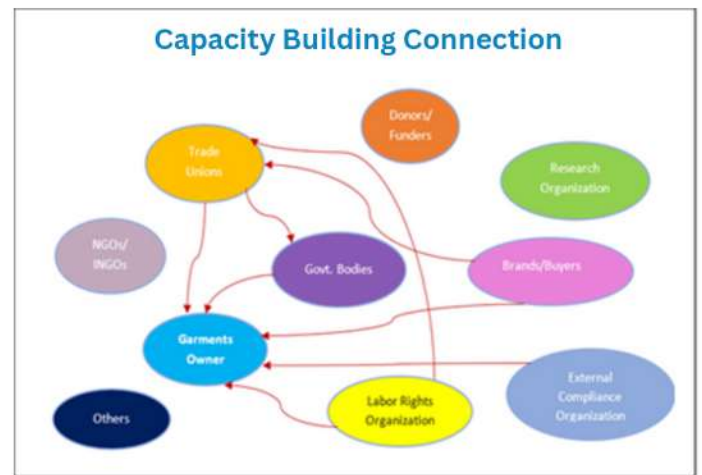 Capacity Building Connection
Donors/
Funders
Trade
Unions
Research
Organization
NGOs/
INGOs
Govt. Bodies
Brands/Buyers
Garments
Owner
External
Compliance
Organization
Labor Rights
Organization
Others